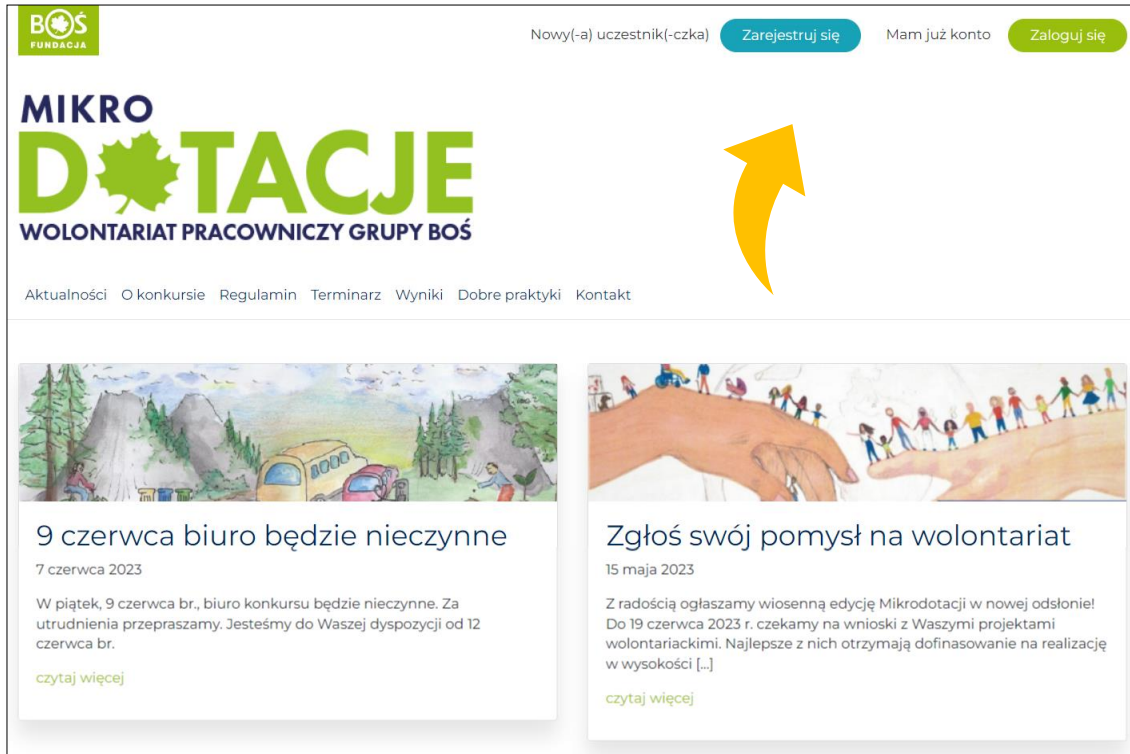 BOŚ
FUNDACJA
Nowy(-a) uczestnik(-czka) Zarejestruj się Mam już konto Zaloguj się
MIKRO
DOTACJE
WOLONTARIAT PRACOWNICZY GRUPY BOŚ
Aktualności O konkursie Regulamin Terminarz Wyniki Dobre praktyki Kontakt
9 czerwca biuro będzie nieczynne
7 czerwca 2023
W piątek, 9 czerwca br., biuro konkursu będzie nieczynne. Za
utrudnienia przepraszamy. Jesteśmy do Waszej dyspozycji od 12
czerwca br.
czytaj więcej
Zgłoś swój pomysł na wolontariat
15 maja 2023
Z radością ogłaszamy wiosenną edycję Mikrodotacji w nowej odsłonie!
Do 19 czerwca 2023 r. czekamy na wnioski z Waszymi projektami
wolontariackimi. Najlepsze z nich otrzymają dofinasowanie na realizację
w wysokości [...]
czytaj więcej